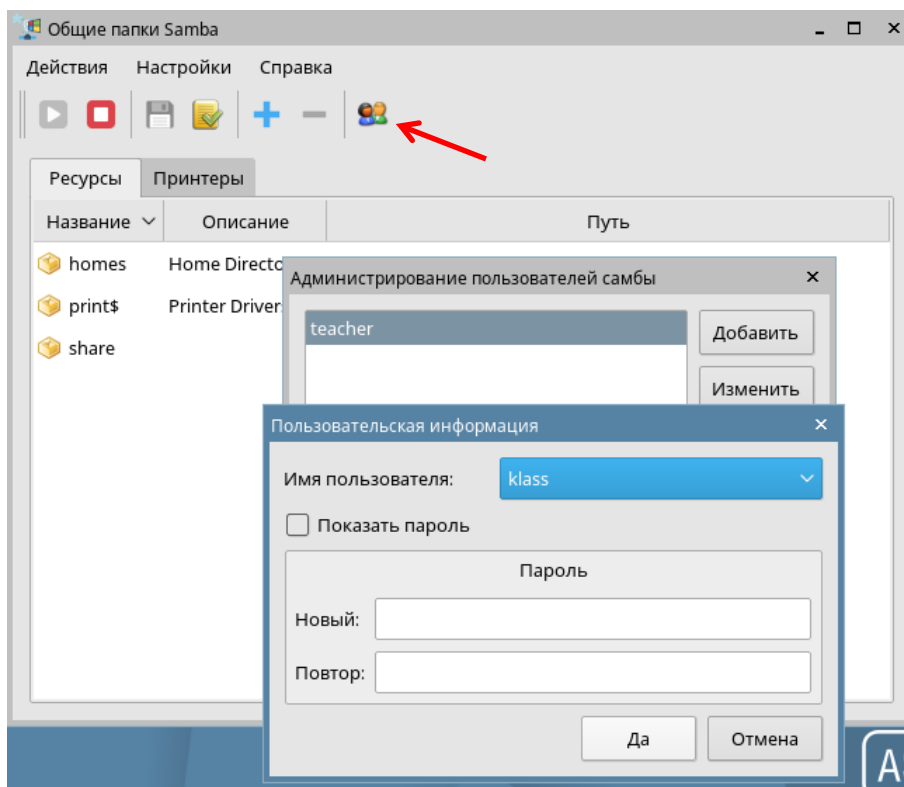 Общие папки Samba
Действия Настройки Справка
Ресурсы Принтеры
Название Описание Путь
homes Home Directo
print$ Printer Driver
share
Администрирование пользователей самбы
teacher
Добавить
Изменить
Пользовательская информация
Имя пользователя: klass
Показать пароль
Пароль
Новый:
Повтор:
Да Отмена